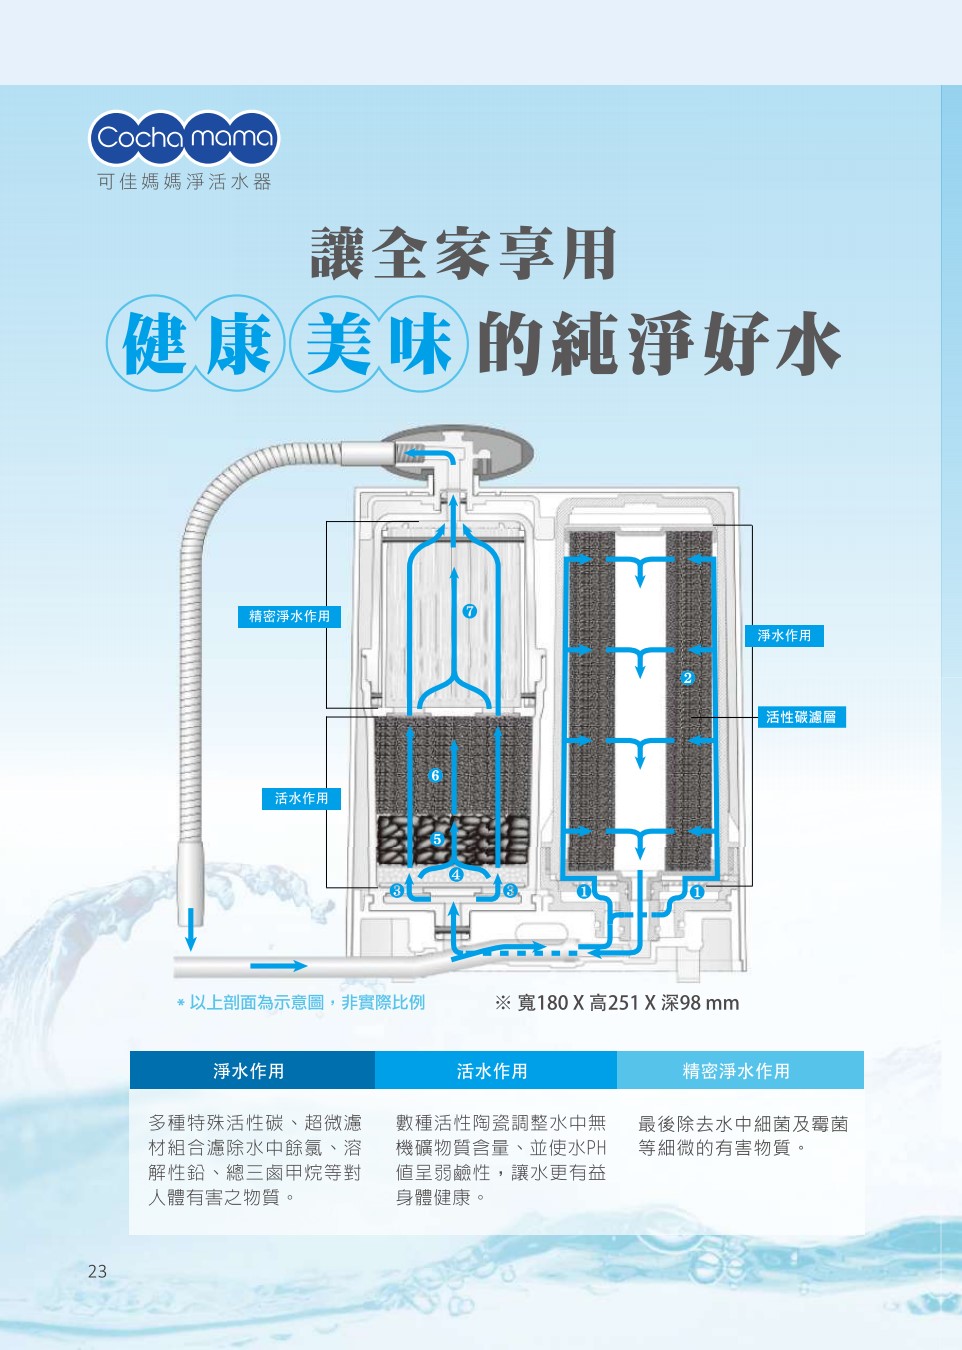 Cocha mama
可佳媽媽淨活水器
讓全家享用
健康美味的純淨好水
精密淨水作用
淨水作用
活性碳濾層
活水作用
7
2
6
5
4
3
3
1
1
* 以上剖面為示意圖，非實際比例
※ 寬180 X 高251 X 深98 mm
淨水作用
多種特殊活性碳、超微濾
材組合濾除水中餘氯、溶
解性鉛、總三鹵甲烷等對
人體有害之物質。
活水作用
數種活性陶瓷調整水中無
機礦物質含量、並使水PH
值呈弱鹼性，讓水更有益
身體健康。
精密淨水作用
最後除去水中細菌及霉菌
等細微的有害物質。
23